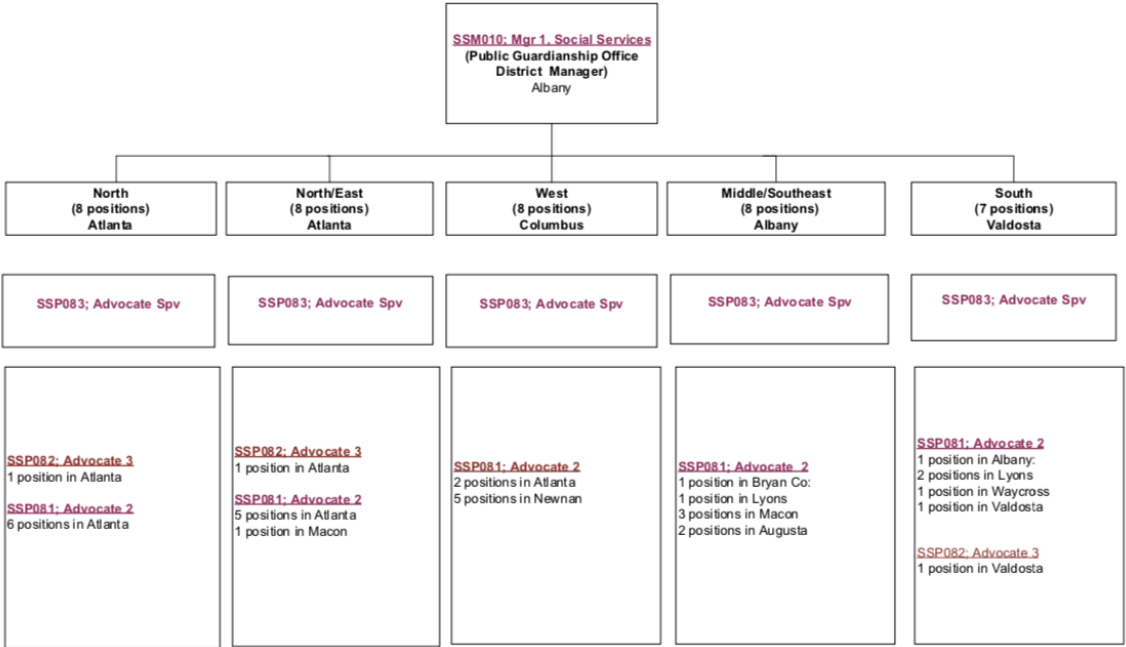 SSM010; Mgr 1, Social Services
(Public Guardianship Office
District Manager)
Albany
North
(8 positions)
Atlanta
North/East
(8 positions)
Atlanta
West
(8 positions)
Columbus
Middle/Southeast
(8 positions)
Albany
South
(7 positions)
Valdosta
SSP083; Advocate Spv
SSP083; Advocate Spv
SSP083; Advocate Spv
SSP083; Advocate Spv
SSP083; Advocate Spv
SSP082; Advocate 3
1 position in Atlanta
SSP081; Advocate 2
6 positions in Atlanta
SSP082; Advocate 3
1 position in Atlanta
SSP081; Advocate 2
5 positions in Atlanta
1 position in Macon
SSP081; Advocate 2
2 positions in Atlanta
5 positions in Newnan
SSP081; Advocate 2
1 position in Bryan Co:
1 position in Lyons
3 positions in Macon
2 positions in Augusta
SSP081; Advocate 2
1 position in Albany:
2 positions in Lyons
1 position in Waycross
1 position in Valdosta
SSP082; Advocate 3
1 position in Valdosta